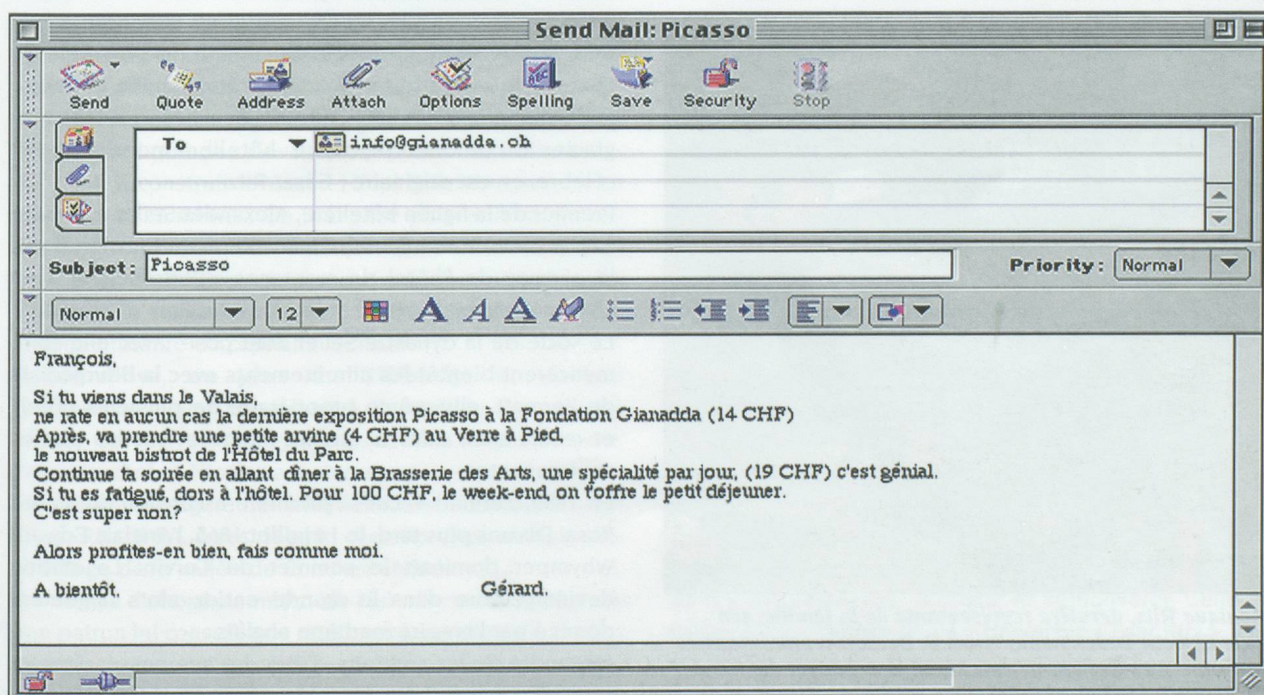 Send Mail: Picasso
Send Quote Address Attach Options Spelling Save Security Stop
To info@gianadda.ch
Subject: Picasso Priority: Normal
Normal 12 A A A
François,
Si tu viens dans le Valais,
ne rate en aucun cas la dernière exposition Picasso à la Fondation Gianadda (14 CHF)
Après, va prendre une petite arvine (4 CHF) au Verre à Pied,
le nouveau bistrot de l'Hôtel du Parc.
Continue ta soirée en allant dîner à la Brasserie des Arts, une spécialité par jour, (19 CHF) c'est génial.
Si tu es fatigué, dors à l'hôtel. Pour 100 CHF, le week-end, on t'offre le petit déjeuner.
C'est super non?
Alors profites-en bien, fais comme moi.
A bientôt. Gérard.